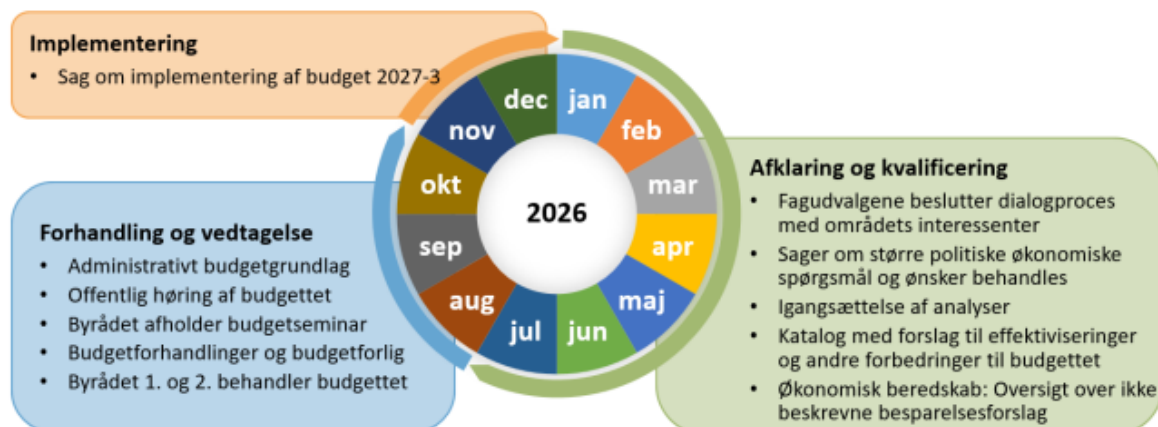 Implementering
• Sag om implementering af budget 2027-3
Forhandling og vedtagelse
• Administrativt budgetgrundlag
• Offentlig høring af budgettet
• Byrådet afholder budgetseminar
• Budgetforhandlinger og budgetforlig
• Byrådet 1. og 2. behandler budgettet
2026
jan
feb
mar
apr
maj
jun
jul
aug
sep
okt
nov
dec
Afklaring og kvalificering
• Fagudvalgene beslutter dialogproces
med områdets interessenter
• Sager om større politiske økonomiske
spørgsmål og ønsker behandles
• Igangsættelse af analyser
• Katalog med forslag til effektiviseringer
og andre forbedringer til budgettet
• Økonomisk beredskab: Oversigt over ikke
beskrevne besparelsesforslag